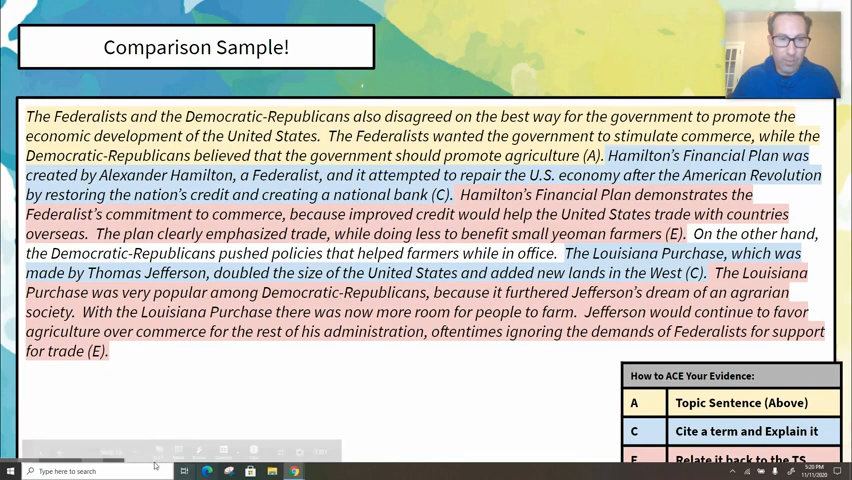 Comparison Sample!
The Federalists and the Democratic-Republicans also disagreed on the best way for the government to promote the
economic development of the United States. The Federalists wanted the government to stimulate commerce, while the
Democratic-Republicans believed that the government should promote agriculture (A). Hamilton's Financial Plan was
created by Alexander Hamilton, a Federalist, and it attempted to repair the U.S. economy after the American Revolution
by restoring the nation's credit and creating a national bank (C). Hamilton's Financial Plan demonstrates the
Federalist's commitment to commerce, because improved credit would help the United States trade with countries
overseas. The plan clearly emphasized trade, while doing less to benefit small yeoman farmers (E). On the other hand,
the Democratic-Republicans pushed policies that helped farmers while in office. The Louisiana Purchase, which was
made by Thomas Jefferson, doubled the size of the United States and added new lands in the West (C). The Louisiana
Purchase was very popular among Democratic-Republicans, because it furthered Jefferson's dream of an agrarian
society. With the Louisiana Purchase there was now more room for people to farm. Jefferson would continue to favor
agriculture over commerce for the rest of his administration, oftentimes ignoring the demands of Federalists for support
for trade (E).
How to ACE Your Evidence:
A Topic Sentence (Above)
C Cite a term and Explain it
E Relate it back to the TS
Type here to search
5:20 PM
11/11/2020